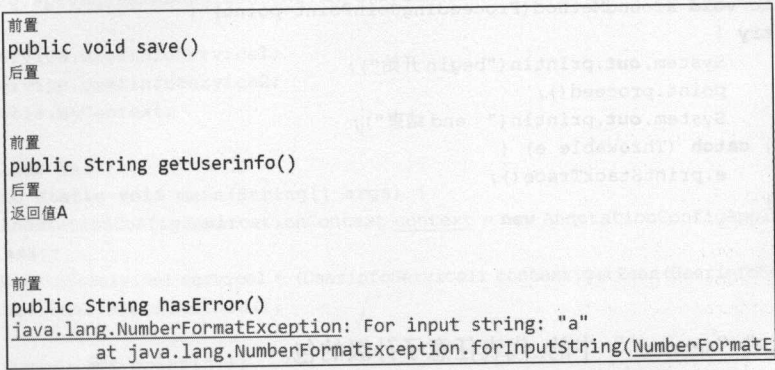 前置
public void save()
后置
前置
public String getUserinfo()
后置
返回值A
前置
public String hasError()
java.lang.NumberFormatException: For input string: "a"
at java.lang.NumberFormatException.forInputString(NumberFormatE